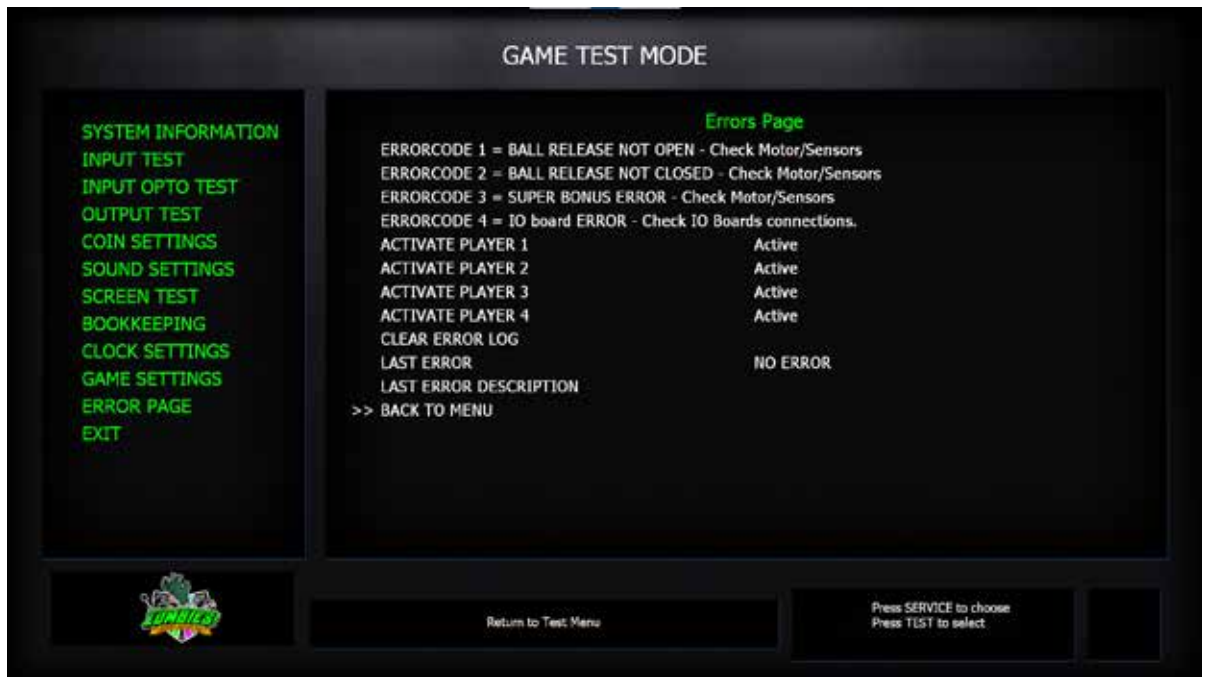 GAME TEST MODE
SYSTEM INFORMATION
INPUT TEST
INPUT OPTO TEST
OUTPUT TEST
COIN SETTINGS
SOUND SETTINGS
SCREEN TEST
BOOKKEEPING
CLOCK SETTINGS
GAME SETTINGS
ERROR PAGE
EXIT
Errors Page
ERRORCODE 1 = BALL RELEASE NOT OPEN - Check Motor/Sensors
ERRORCODE 2 = BALL RELEASE NOT CLOSED - Check Motor/Sensors
ERRORCODE 3 = SUPER BONUS ERROR - Check Motor/Sensors
ERRORCODE 4 = IO board ERROR - Check IO Boards connections.
ACTIVATE PLAYER 1 Active
ACTIVATE PLAYER 2 Active
ACTIVATE PLAYER 3 Active
ACTIVATE PLAYER 4 Active
CLEAR ERROR LOG
LAST ERROR NO ERROR
LAST ERROR DESCRIPTION
>> BACK TO MENU
ZOMBIES
Return to Test Menu
Press SERVICE to choose
Press TEST to select